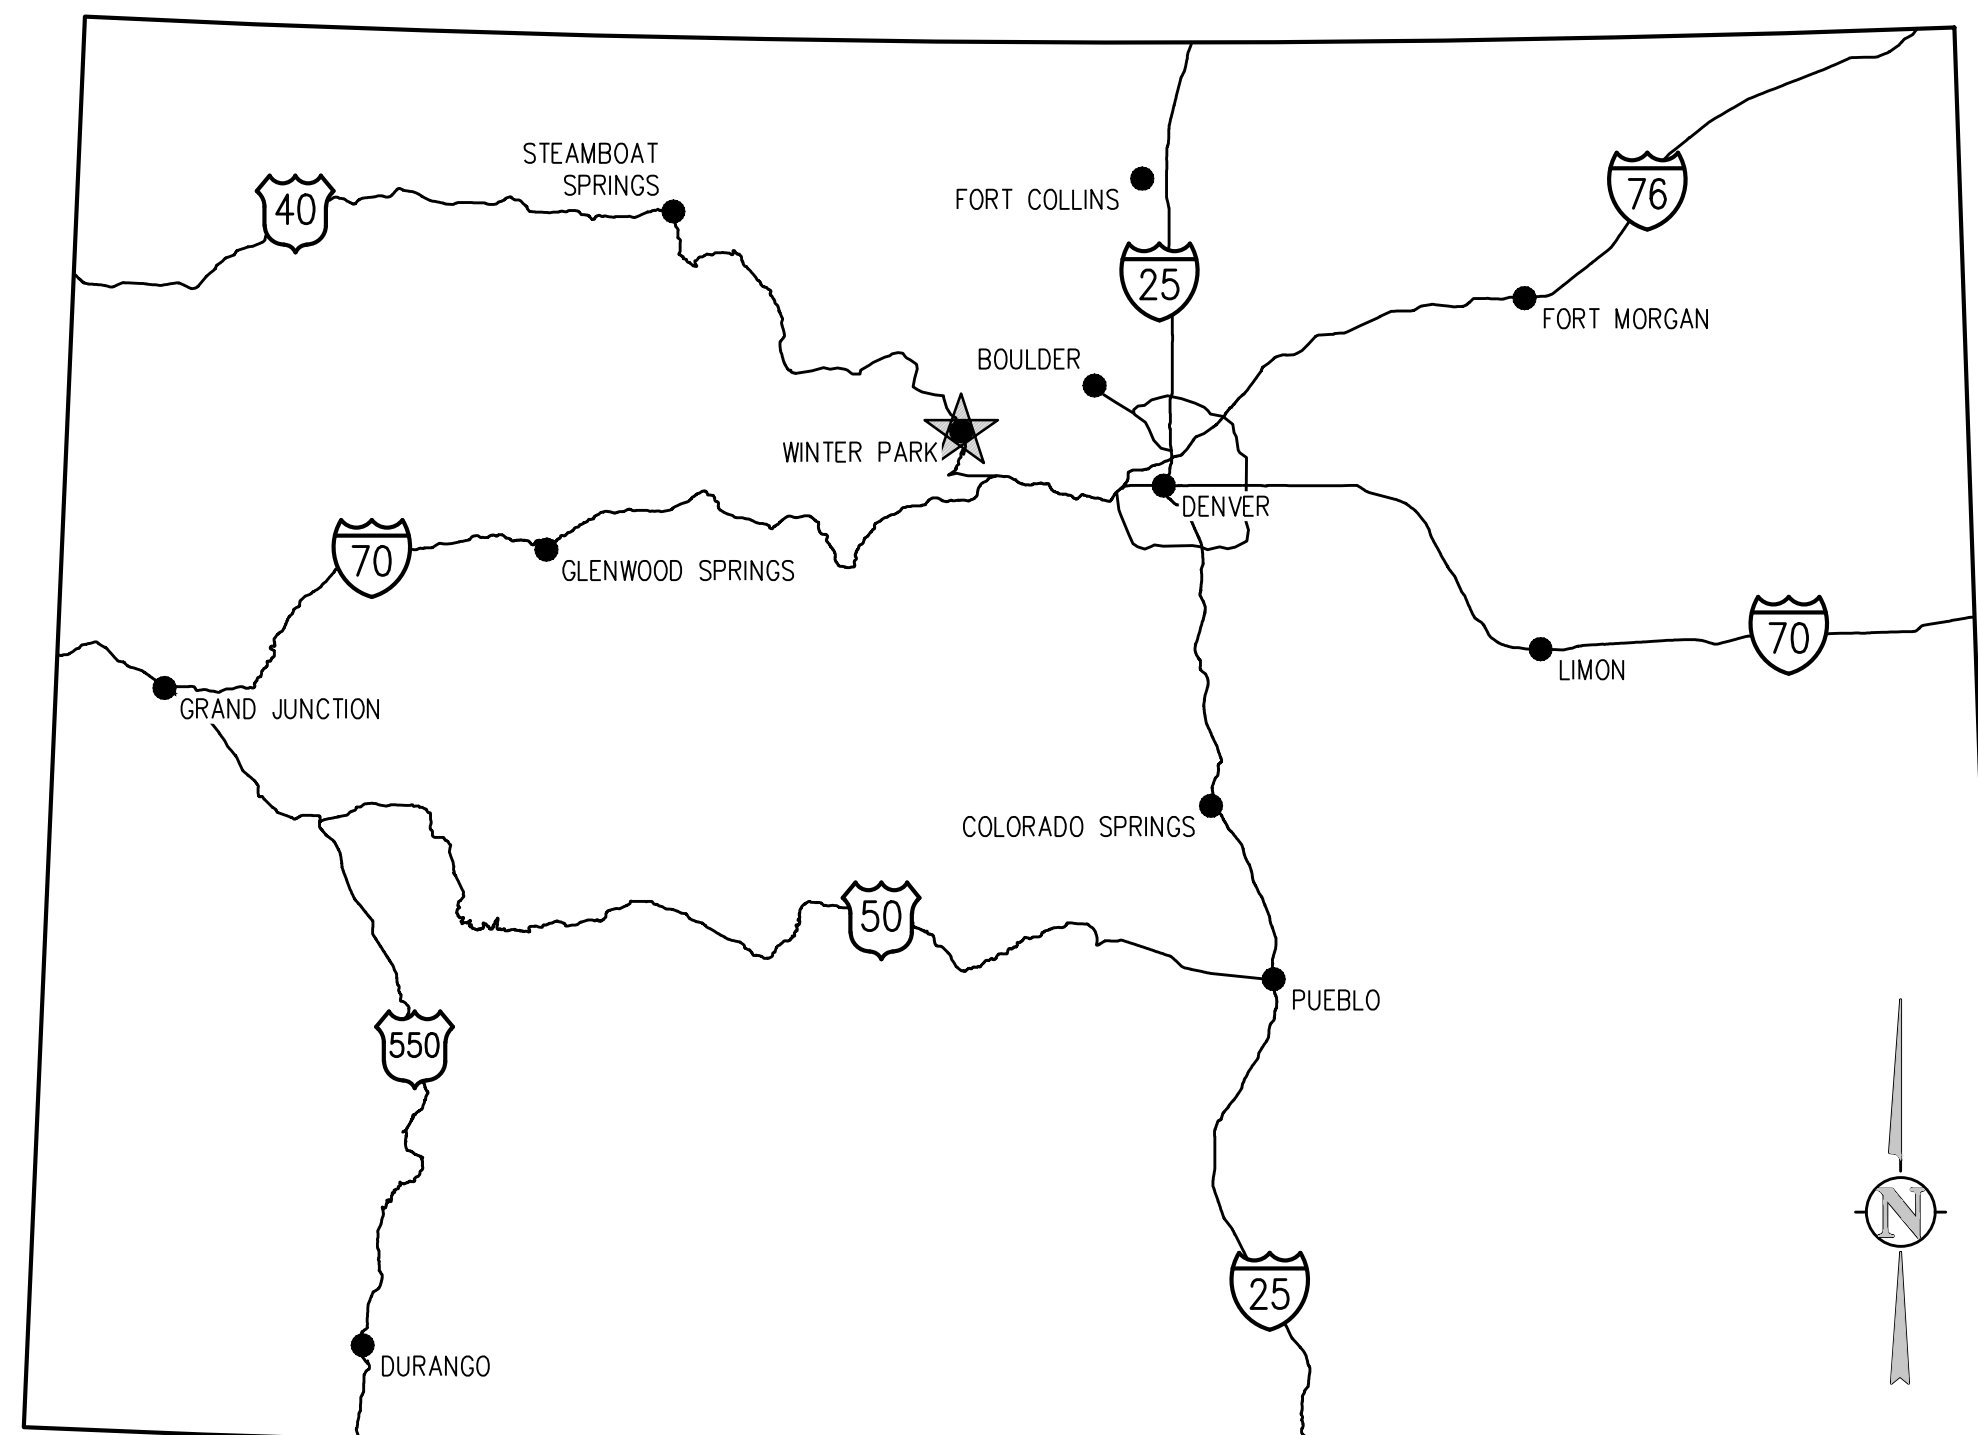 STEAMBOAT
SPRINGS
40
FORT COLLINS
76
25
FORT MORGAN
BOULDER
WINTER PARK
DENVER
70
GLENWOOD SPRINGS
70
LIMON
GRAND JUNCTION
COLORADO SPRINGS
50
PUEBLO
550
N
25
DURANGO